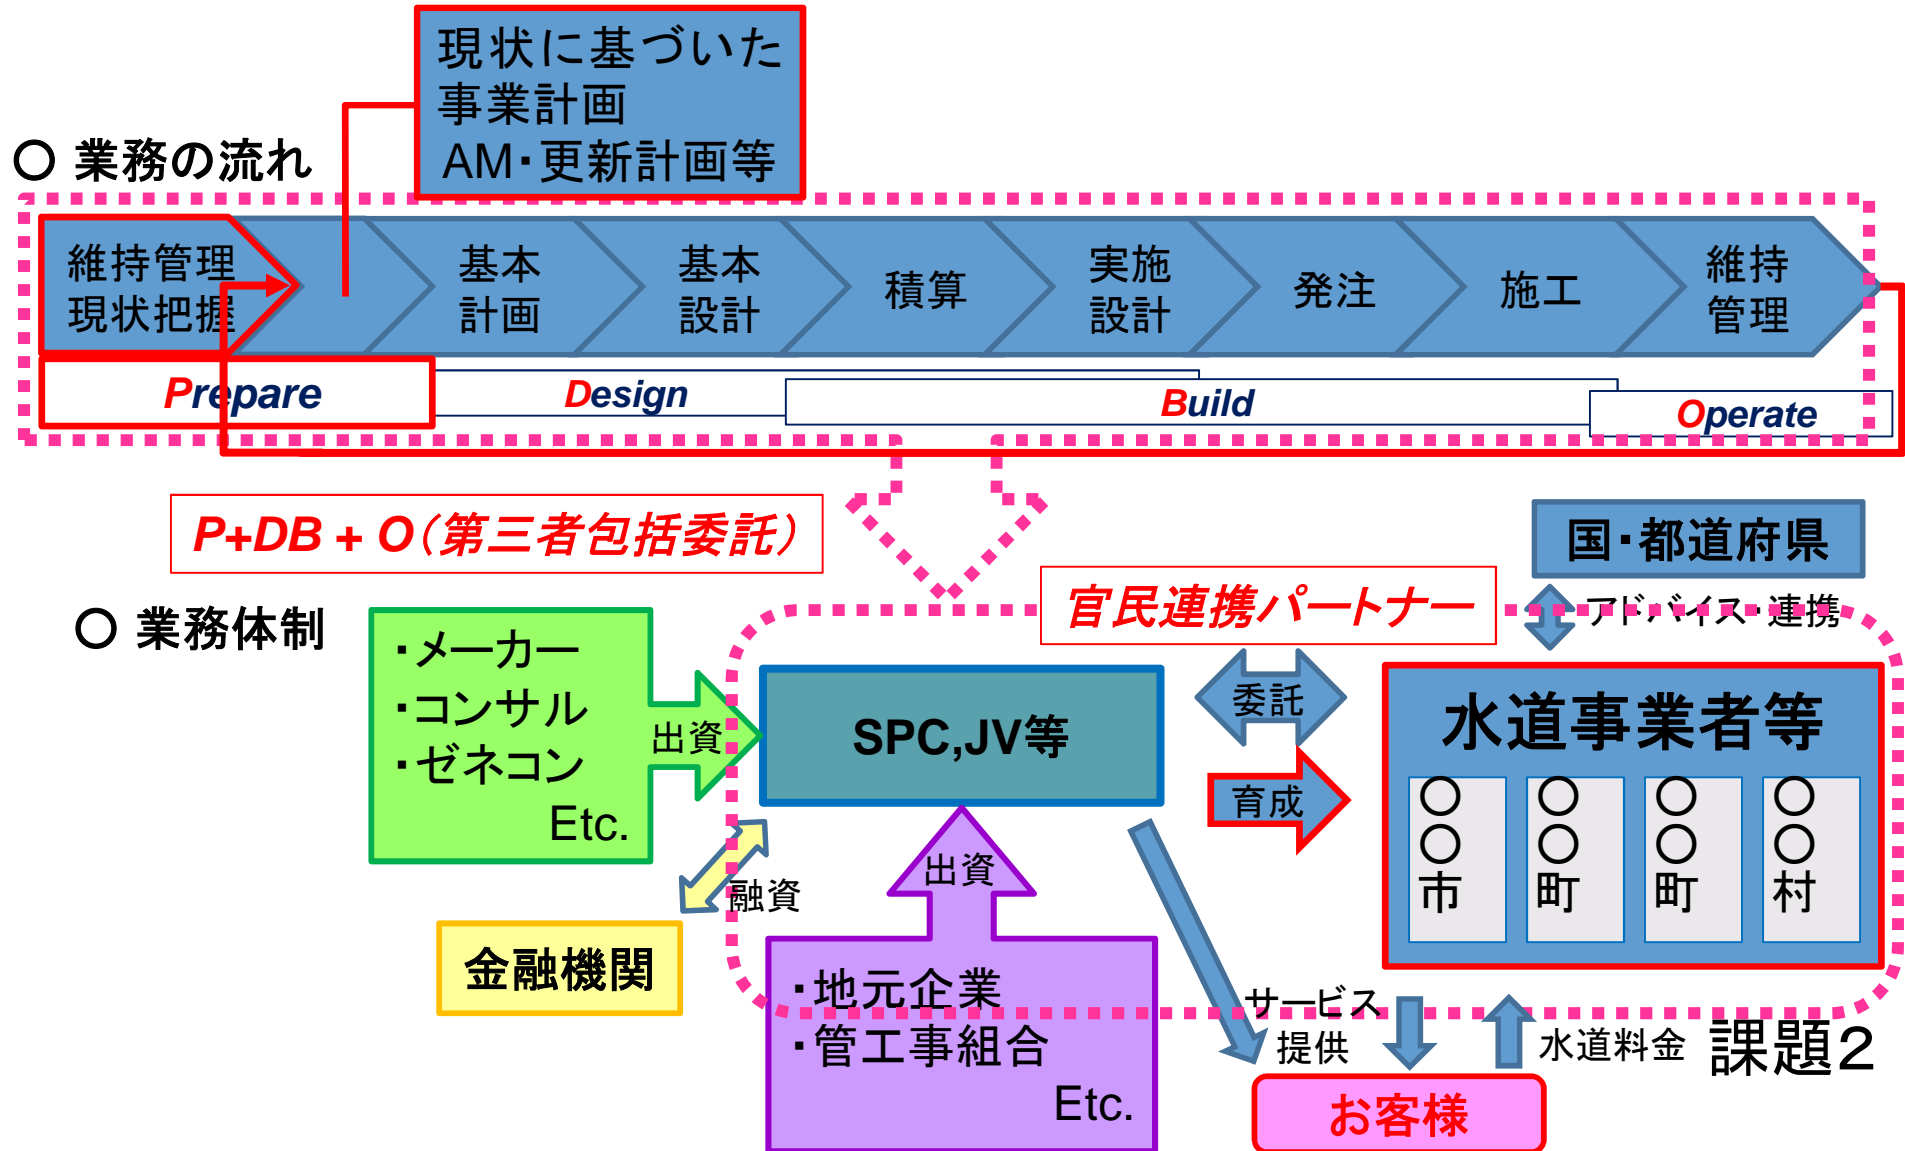 現状に基づいた
事業計画
AM・更新計画等
〇 業務の流れ
維持管理
現状把握
基本
計画
基本
設計
積算
実施
設計
発注
施工
維持
管理
Prepare
Design
Build
Operate
P+DB + O（第三者包括委託）
国・都道府県
官民連携パートナー
アドバイス・連携
〇 業務体制
・メーカー
・コンサル
・ゼネコン
Etc.
出資
SPC,JV等
委託
育成
水道事業者等
〇〇市
〇〇町
〇〇町
〇〇村
融資
出資
金融機関
・地元企業
・管工事組合
Etc.
サービス
提供
水道料金
課題２
お客様